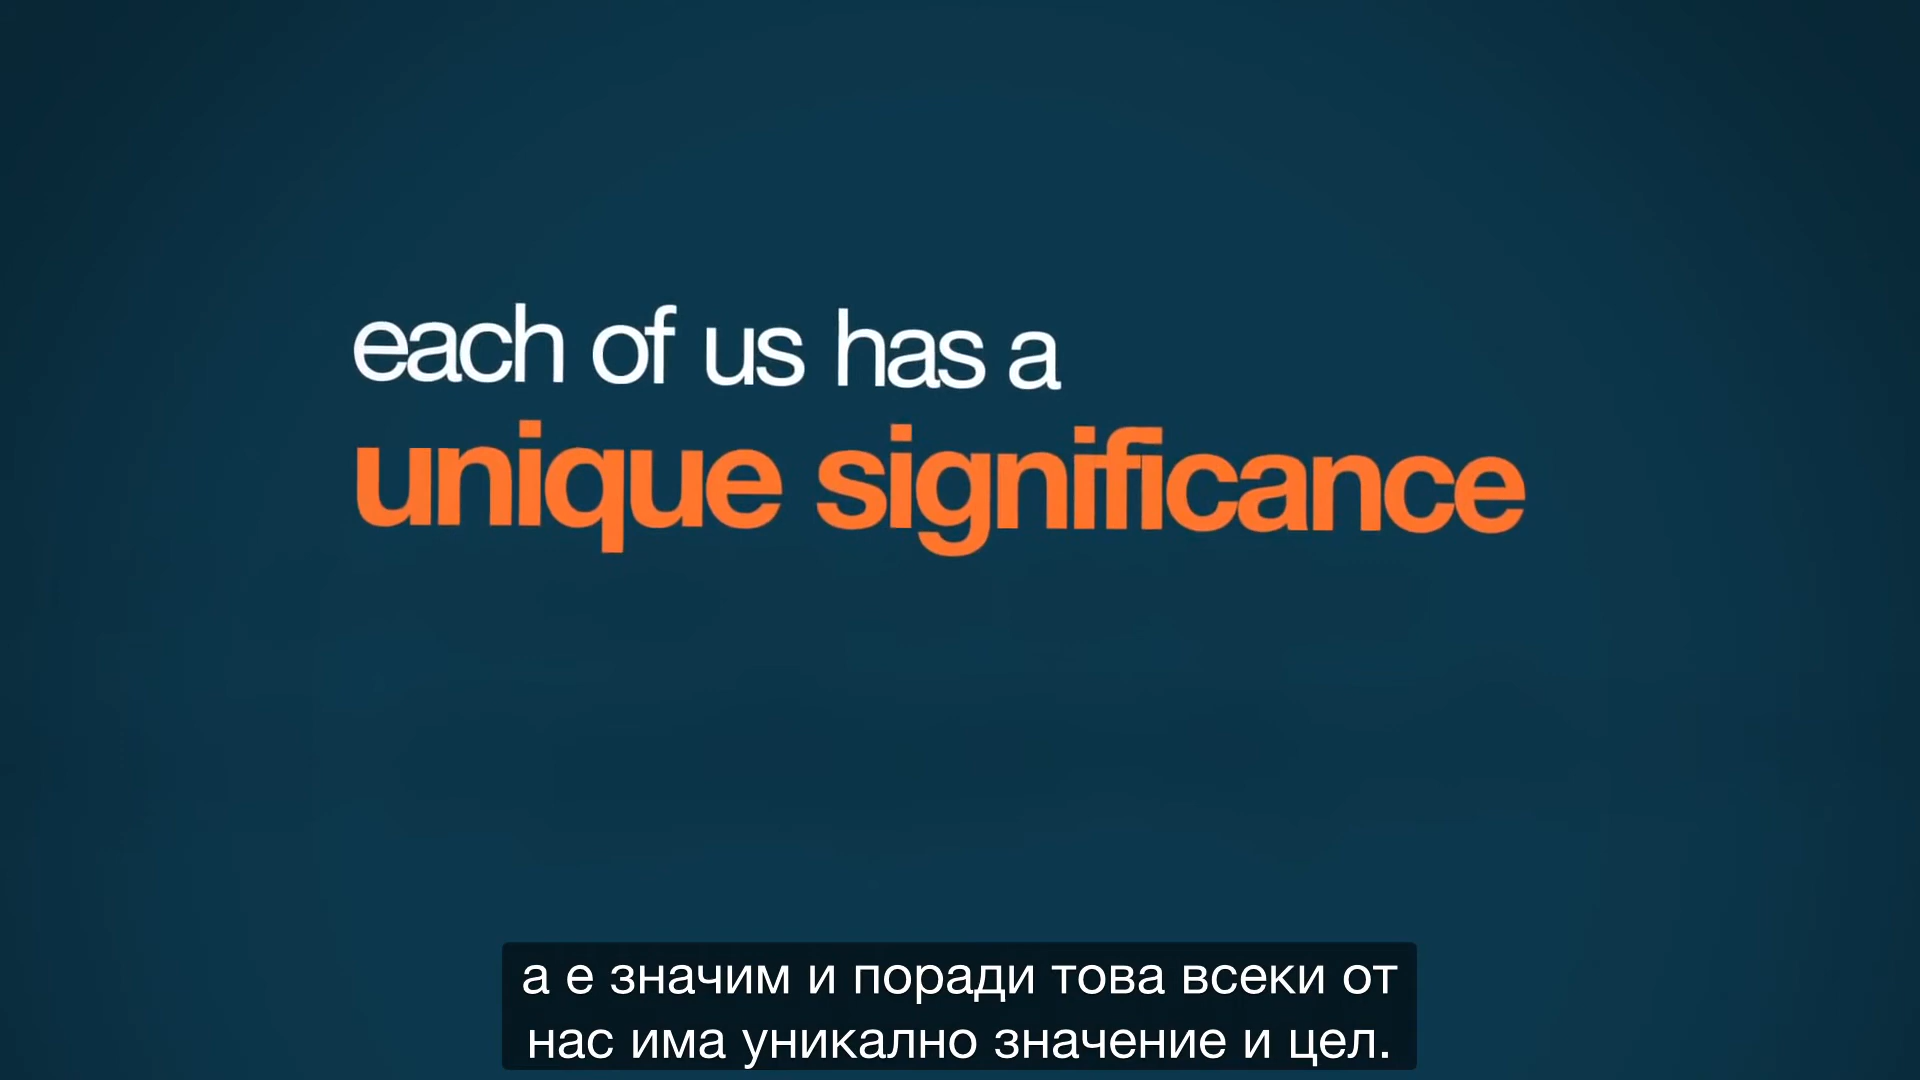 each of us has a
unique significance
а е значим и поради това всеки от
нас има уникално значение и цел.